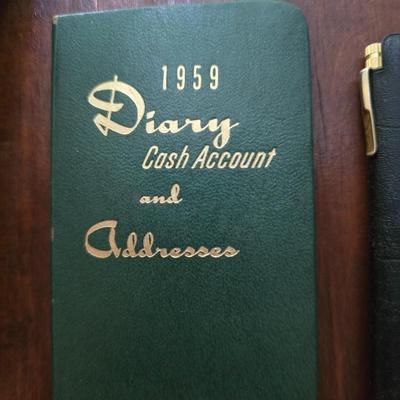 1959
Diary
Cash Account
and
Addresses